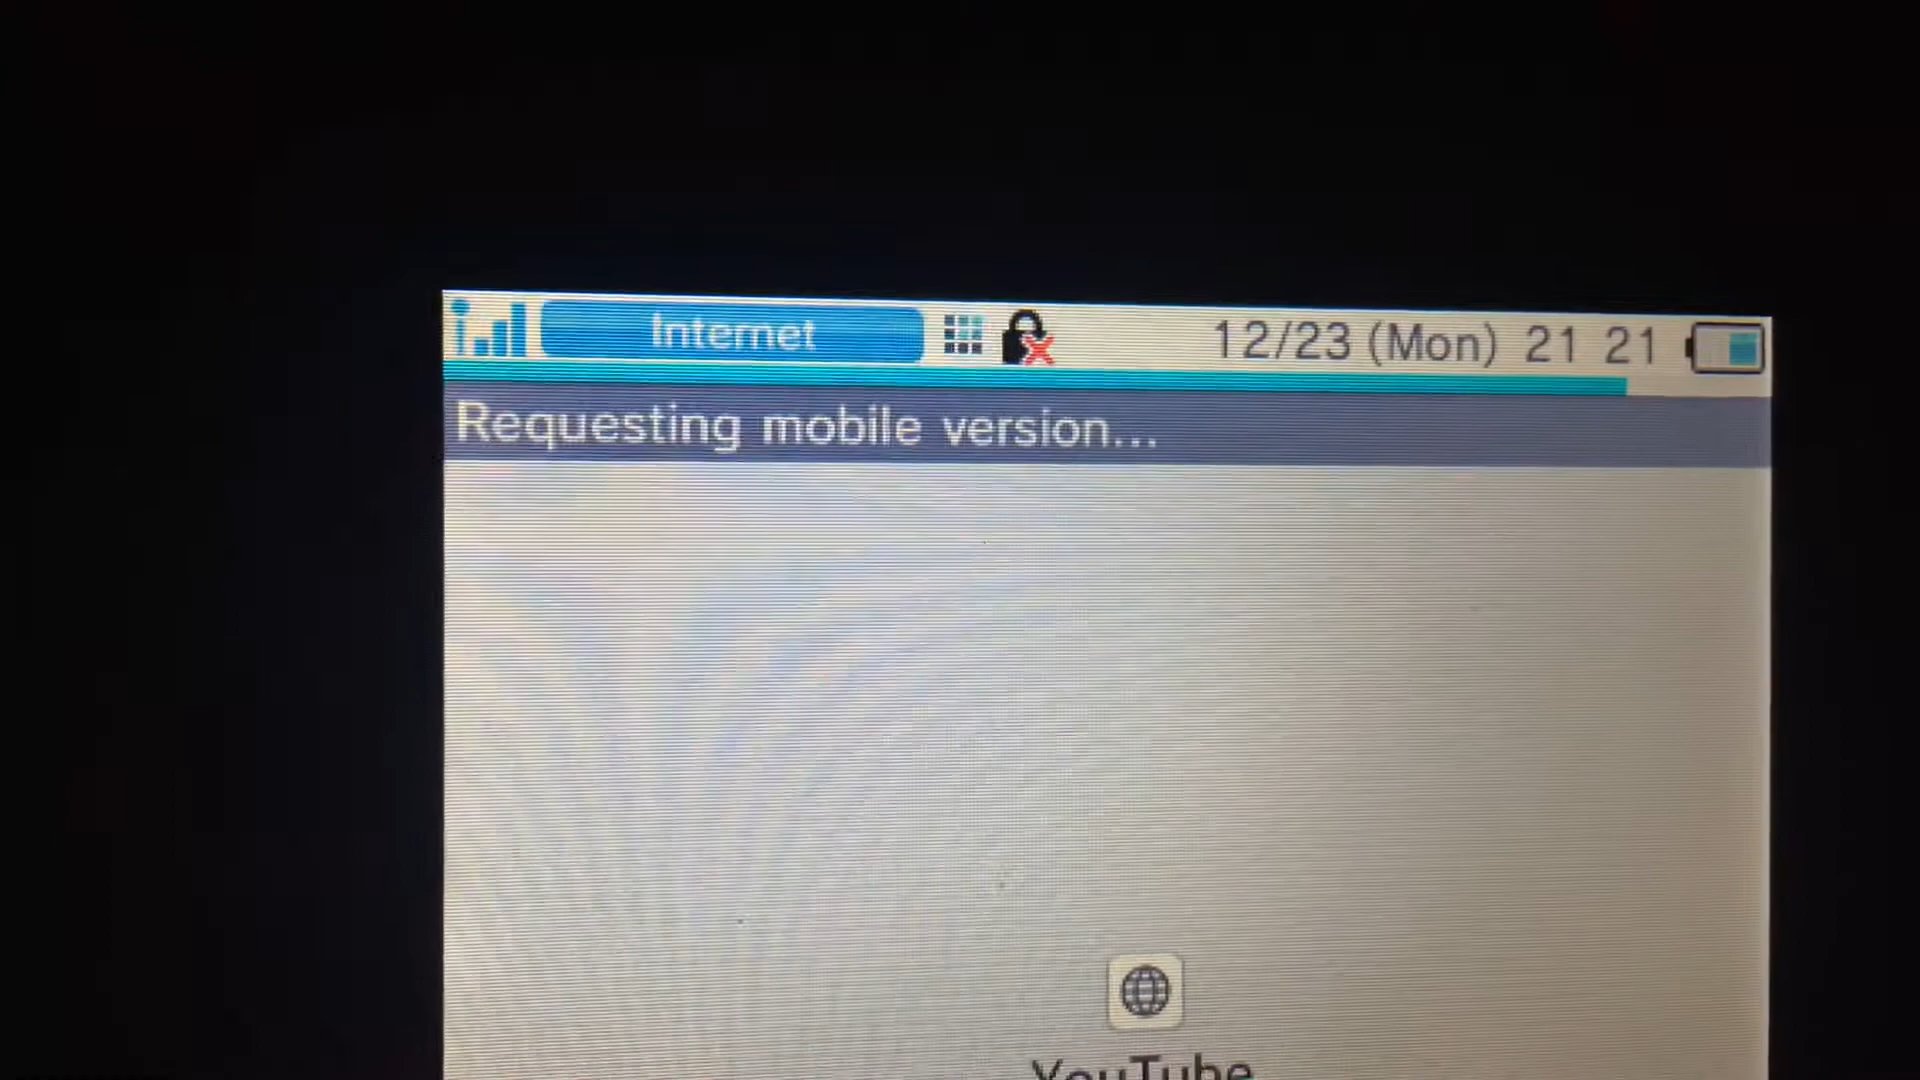 Internet
12/23 (Mon) 21 21
Requesting mobile version...
YouTube